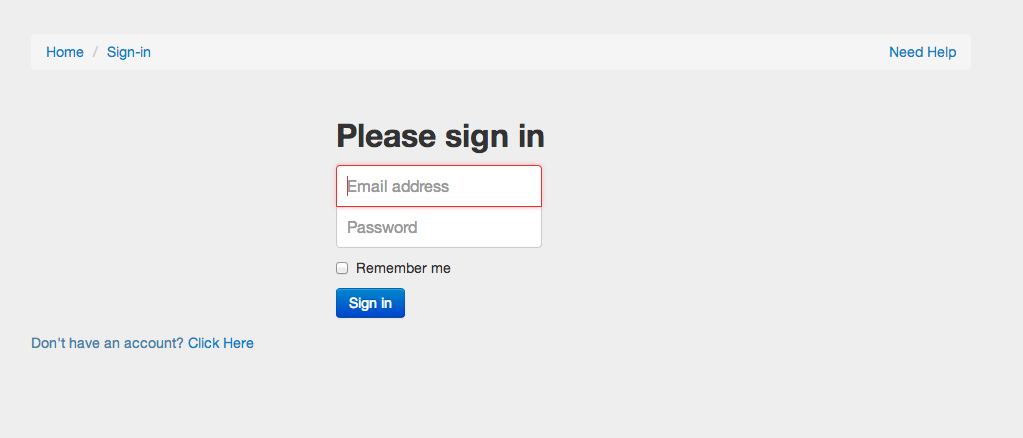 Home / Sign-in Need Help
Please sign in
Email address
Password
Remember me
Sign in
Don't have an account? Click Here